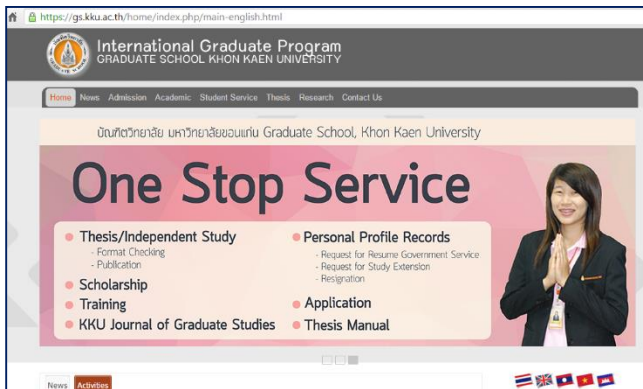 https://gs.kku.ac.th/home/index.php/main-english.html
International Graduate Program
GRADUATE SCHOOL KHON KAEN UNIVERSITY
Home News Admission Academic Student Service Thesis Research Contact Us
บัณฑิตวิทยาลัย มหาวิทยาลัยขอนแก่น Graduate School, Khon Kaen University
One Stop Service
Thesis/Independent Study
- Format Checking
- Publication
Scholarship
Training
KKU Journal of Graduate Studies
Personal Profile Records
- Request for Resume Government Service
- Request for Study Extension
- Resignation
Application
Thesis Manual
News Activities